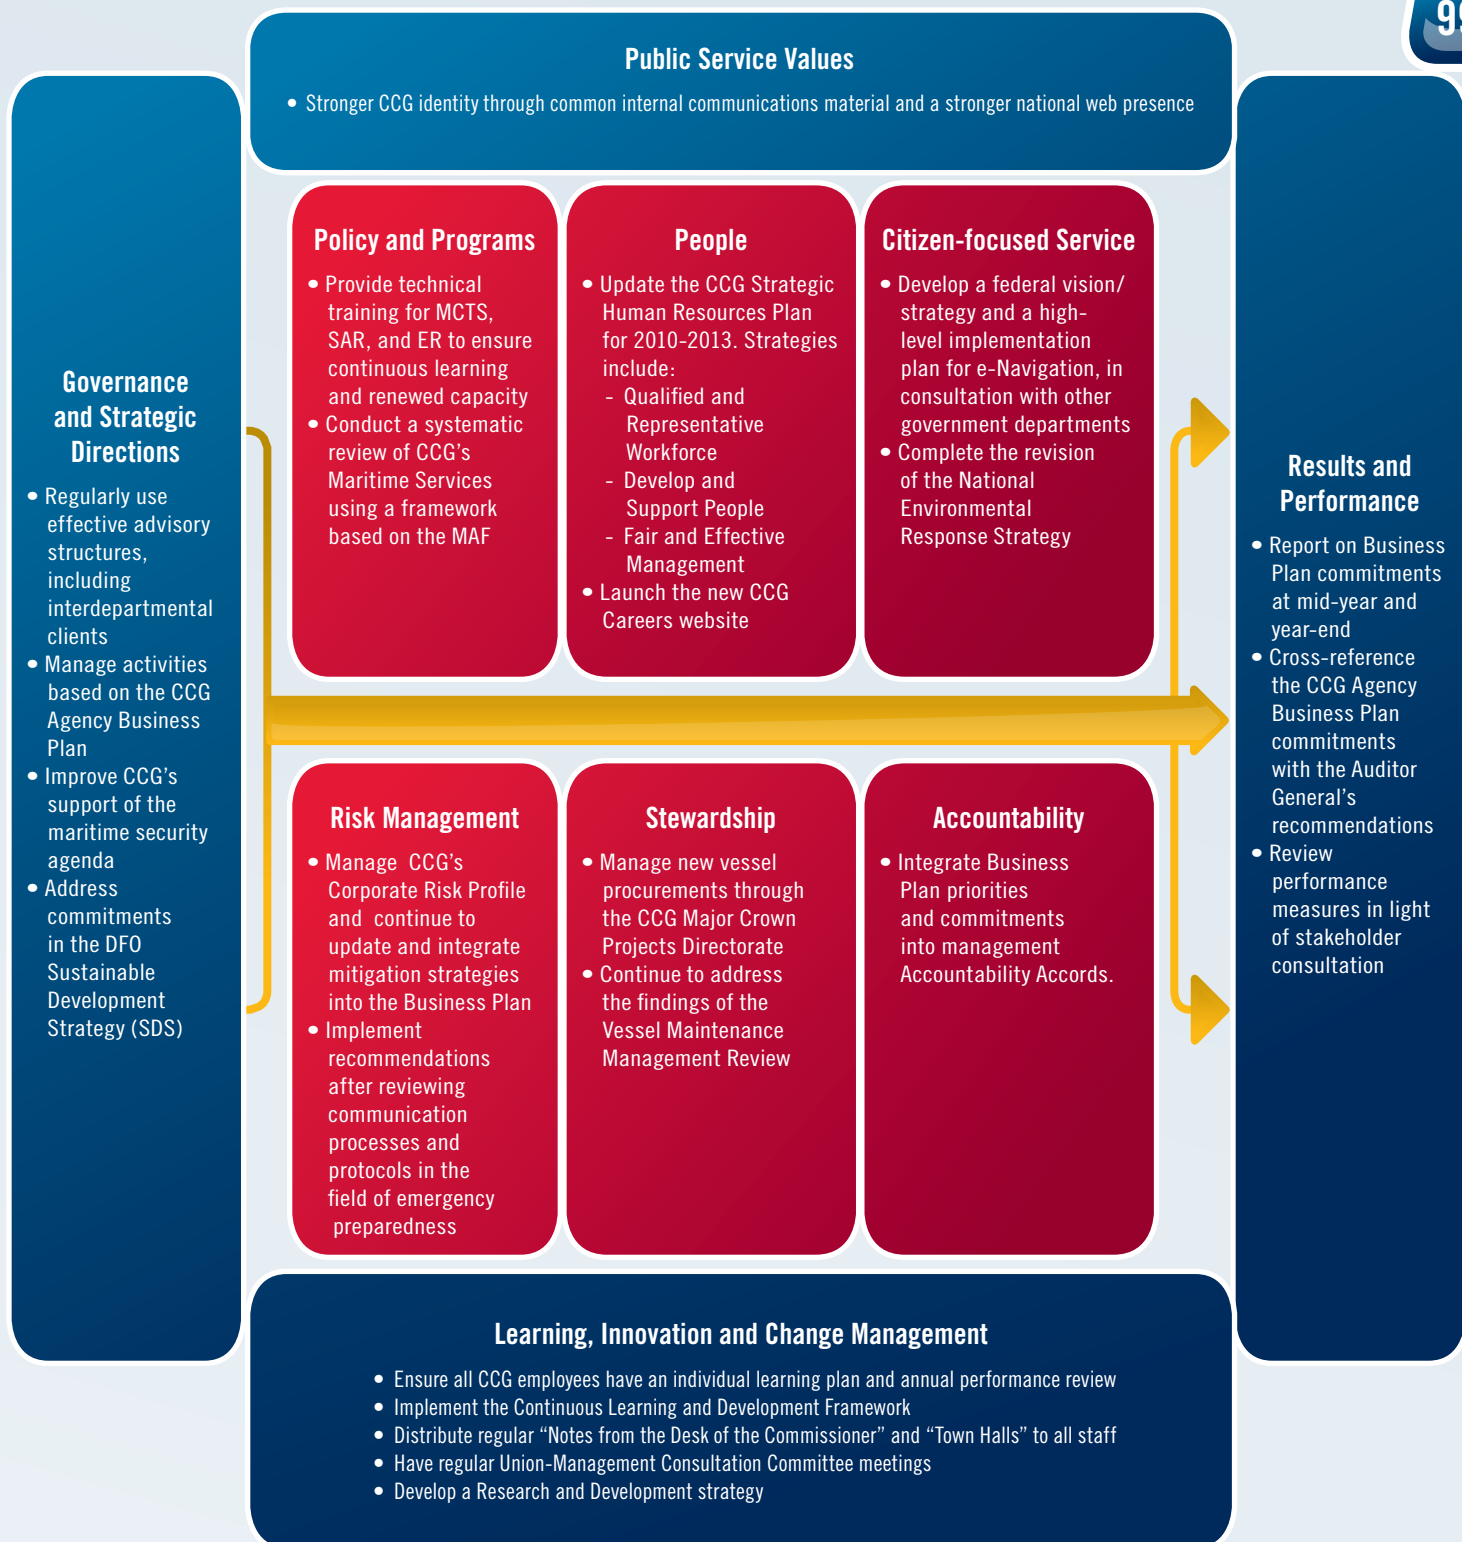 99
Public Service Values
• Stronger CCG identity through common internal communications material and a stronger national web presence
Governance
and Strategic
Directions
• Regularly use
effective advisory
structures,
including
interdepartmental
clients
• Manage activities
based on the CCG
Agency Business
Plan
• Improve CCG's
support of the
maritime security
agenda
• Address
commitments
in the DFO
Sustainable
Development
Strategy (SDS)
Policy and Programs
• Provide technical
training for MCTS,
SAR, and ER to ensure
continuous learning
and renewed capacity
• Conduct a systematic
review of CCG's
Maritime Services
using a framework
based on the MAF
People
• Update the CCG Strategic
Human Resources Plan
for 2010-2013. Strategies
include:
- Qualified and
Representative
Workforce
- Develop and
Support People
- Fair and Effective
Management
• Launch the new CCG
Careers website
Citizen-focused Service
• Develop a federal vision/
strategy and a high-
level implementation
plan for e-Navigation, in
consultation with other
government departments
• Complete the revision
of the National
Environmental
Response Strategy
Risk Management
• Manage CCG's
Corporate Risk Profile
and continue to
update and integrate
mitigation strategies
into the Business Plan
• Implement
recommendations
after reviewing
communication
processes and
protocols in the
field of emergency
preparedness
Stewardship
• Manage new vessel
procurements through
the CCG Major Crown
Projects Directorate
• Continue to address
the findings of the
Vessel Maintenance
Management Review
Accountability
• Integrate Business
Plan priorities
and commitments
into management
Accountability Accords.
Results and
Performance
• Report on Business
Plan commitments
at mid-year and
year-end
• Cross-reference
the CCG Agency
Business Plan
commitments
with the Auditor
General's
recommendations
• Review
performance
measures in light
of stakeholder
consultation
Learning, Innovation and Change Management
• Ensure all CCG employees have an individual learning plan and annual performance review
• Implement the Continuous Learning and Development Framework
• Distribute regular “Notes from the Desk of the Commissioner” and “Town Halls” to all staff
• Have regular Union-Management Consultation Committee meetings
• Develop a Research and Development strategy